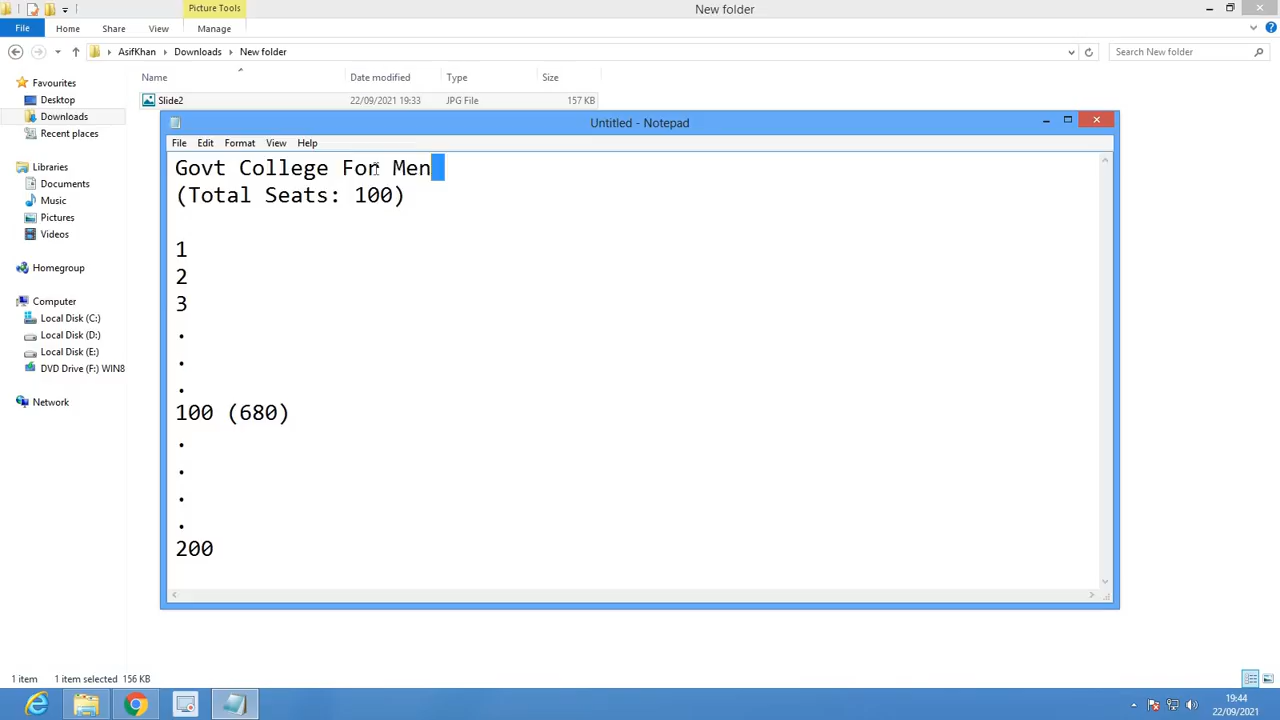 Picture Tools
New folder
File Home Share View Manage
AsifKhan Downloads New folder
Search New folder
Name Date modified Type Size
Slide2 22/09/2021 19:33 JPG File 157 KB
Favourites
Desktop
Downloads
Recent places
Libraries
Documents
Music
Pictures
Videos
Homegroup
Computer
Local Disk (C:)
Local Disk (D:)
Local Disk (E:)
DVD Drive (F:) WIN8
Network
Untitled - Notepad
File Edit Format View Help
Govt College For Men
(Total Seats: 100)
1
2
3
.
.
.
100 (680)
.
.
.
.
200
1 item 1 item selected 156 KB
19:44
22/09/2021